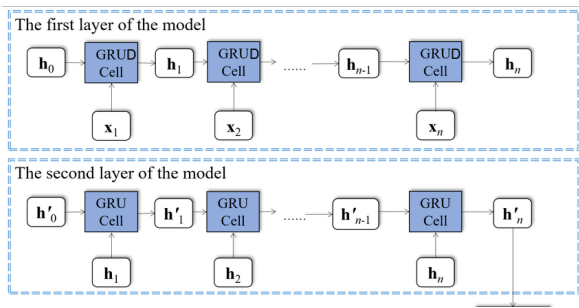 The first layer of the model
h0 GRUD Cell h1 GRUD Cell ...... hn-1 GRUD Cell hn
x1 x2 xn
The second layer of the model
h'0 GRU Cell h'1 GRU Cell ...... h'n-1 GRU Cell h'n
h1 h2 hn